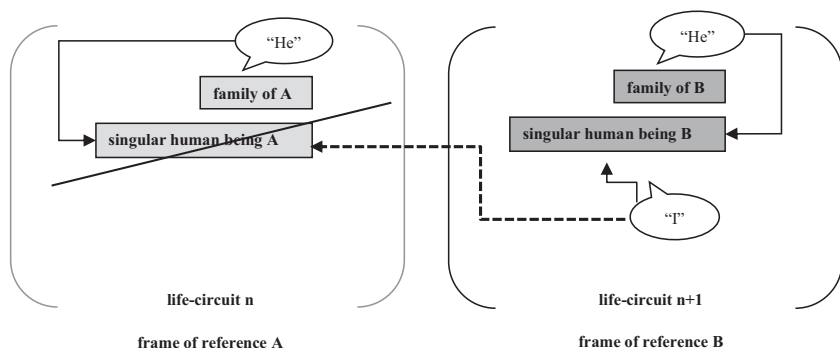 “He”
family of A
singular human being A
life-circuit n
frame of reference A
“He”
family of B
singular human being B
“I”
life-circuit n+1
frame of reference B